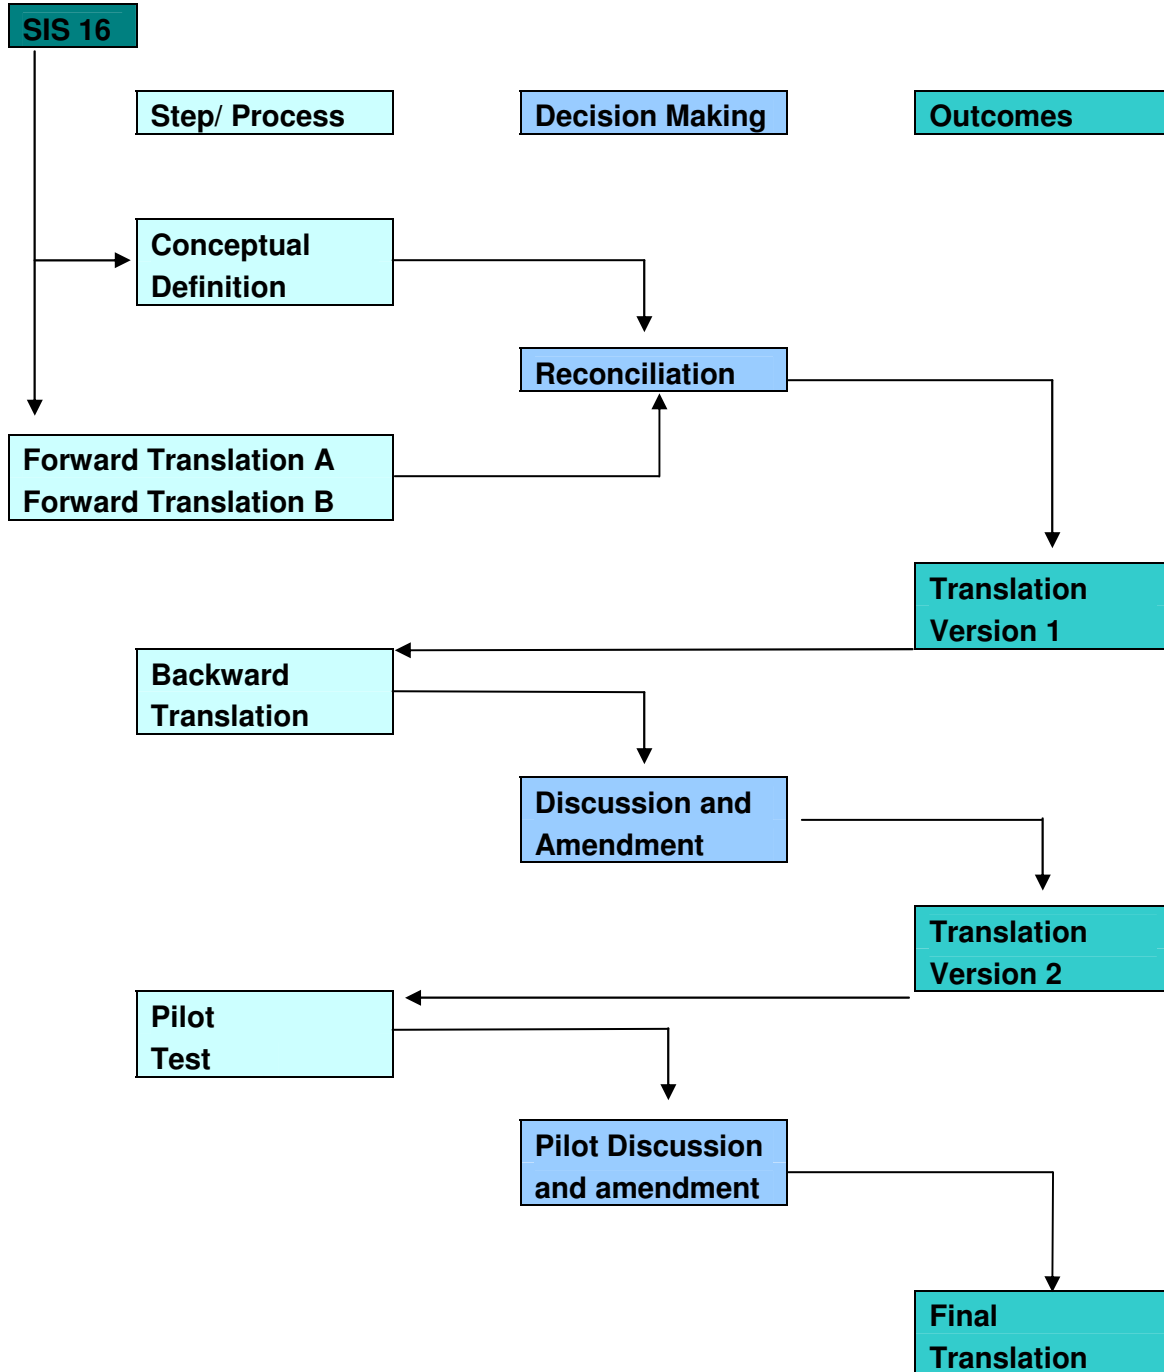 SIS 16
Step/ Process
Decision Making
Outcomes
Conceptual
Definition
Reconciliation
Forward Translation A
Forward Translation B
Translation
Version 1
Backward
Translation
Discussion and
Amendment
Translation
Version 2
Pilot
Test
Pilot Discussion
and amendment
Final
Translation